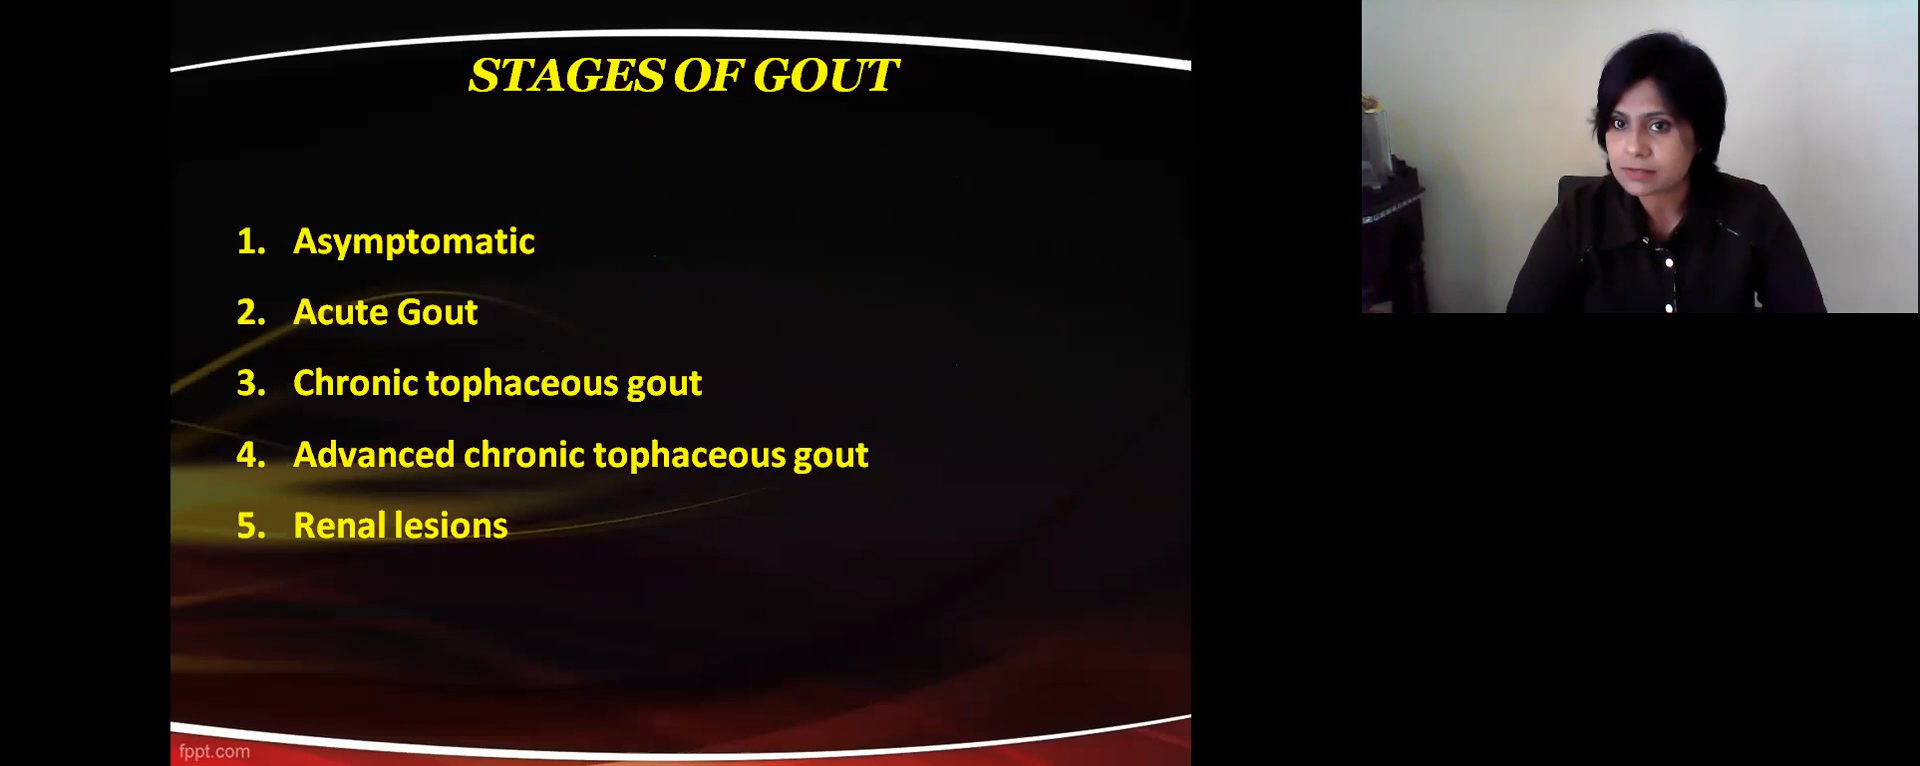 STAGES OF GOUT
1. Asymptomatic
2. Acute Gout
3. Chronic tophaceous gout
4. Advanced chronic tophaceous gout
5. Renal lesions
fppt.com